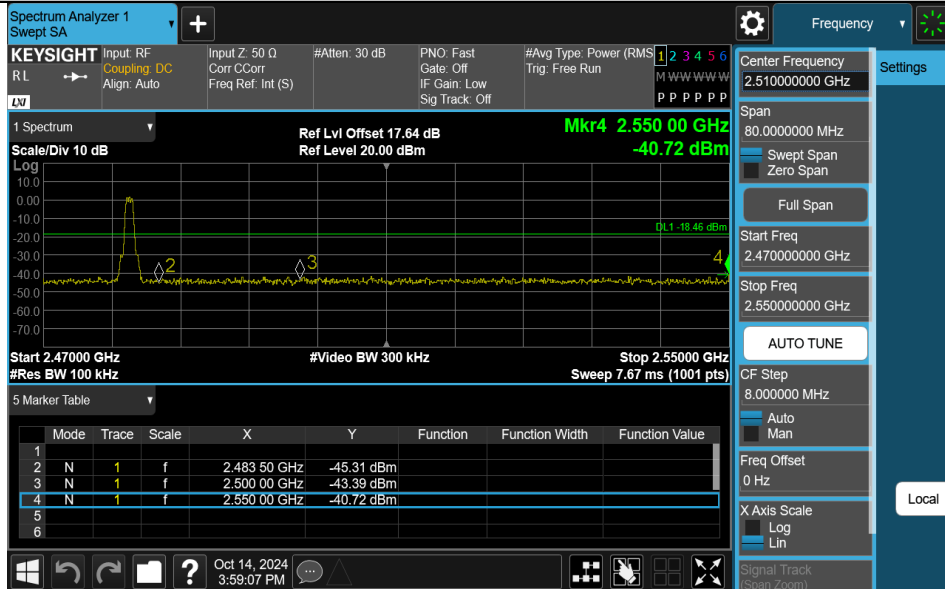 Spectrum Analyzer 1
Swept SA
+
Frequency
KEYSIGHT
R L
LXI
Input: RF
Coupling: DC
Align: Auto
Input Z: 50 Ω
Corr CCorr
Freq Ref: Int (S)
#Atten: 30 dB
PNO: Fast
Gate: Off
IF Gain: Low
Sig Track: Off
#Avg Type: Power (RMS
Trig: Free Run
1 2 3 4 5 6
M W W W W W
P P P P P P
1 Spectrum
Scale/Div 10 dB
Ref Lvl Offset 17.64 dB
Ref Level 20.00 dBm
Mkr4 2.550 00 GHz
-40.72 dBm
Log
10.0
0.00
-10.0
-20.0
-30.0
-40.0
-50.0
-60.0
-70.0
DL1 -18.46 dBm
2
3
4
Start 2.47000 GHz
#Res BW 100 kHz
#Video BW 300 kHz
Stop 2.55000 GHz
Sweep 7.67 ms (1001 pts)
5 Marker Table
Mode Trace Scale X Y Function Function Width Function Value
1
2 N 1 f 2.483 50 GHz -45.31 dBm
3 N 1 f 2.500 00 GHz -43.39 dBm
4 N 1 f 2.550 00 GHz -40.72 dBm
5
6
?
Oct 14, 2024
3:59:07 PM
Center Frequency
2.510000000 GHz
Settings
Span
80.0000000 MHz
Swept Span
Zero Span
Full Span
Start Freq
2.470000000 GHz
Stop Freq
2.550000000 GHz
AUTO TUNE
CF Step
8.000000 MHz
Auto
Man
Freq Offset
0 Hz
Local
X Axis Scale
Log
Lin
Signal Track
(Span Zoom)